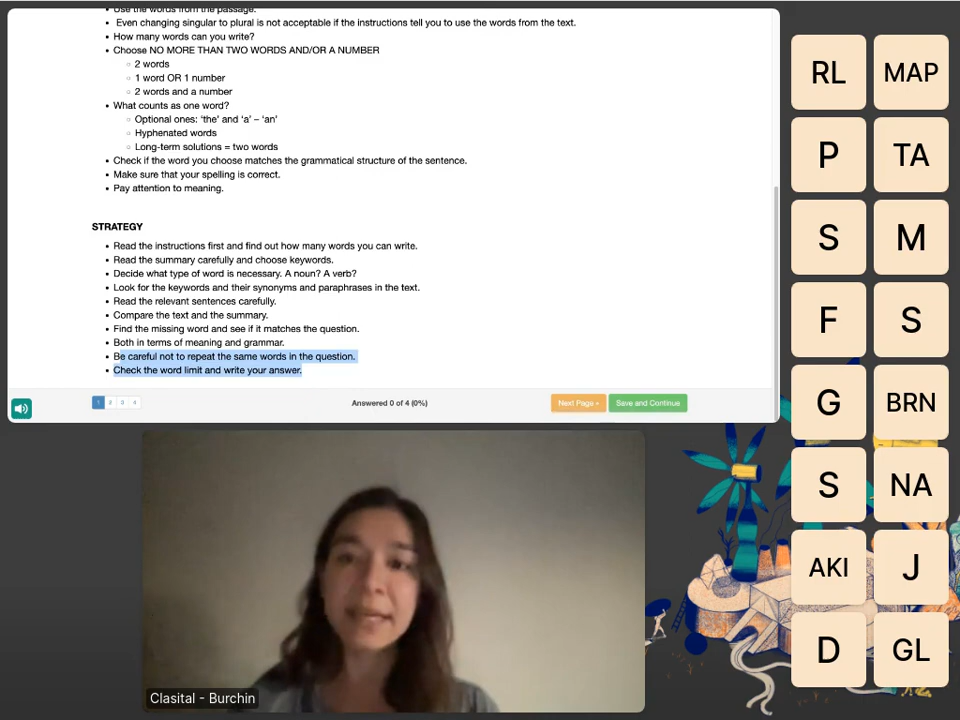 Use the words from the passage.
Even changing singular to plural is not acceptable if the instructions tell you to use the words from the text.
How many words can you write?
Choose NO MORE THAN TWO WORDS AND/OR A NUMBER
2 words
1 word OR 1 number
2 words and a number
What counts as one word?
Optional ones: ‘the’ and ‘a’ – ‘an’
Hyphenated words
Long-term solutions = two words
Check if the word you choose matches the grammatical structure of the sentence.
Make sure that your spelling is correct.
Pay attention to meaning.
STRATEGY
Read the instructions first and find out how many words you can write.
Read the summary carefully and choose keywords.
Decide what type of word is necessary. A noun? A verb?
Look for the keywords and their synonyms and paraphrases in the text.
Read the relevant sentences carefully.
Compare the text and the summary.
Find the missing word and see if it matches the question.
Both in terms of meaning and grammar.
Be careful not to repeat the same words in the question.
Check the word limit and write your answer.
1 2 3 4 Answered 0 of 4 (0%) Next Page » Save and Continue
Clasital - Burchin
RL MAP
P TA
S M
F S
G BRN
S NA
AKI J
D GL